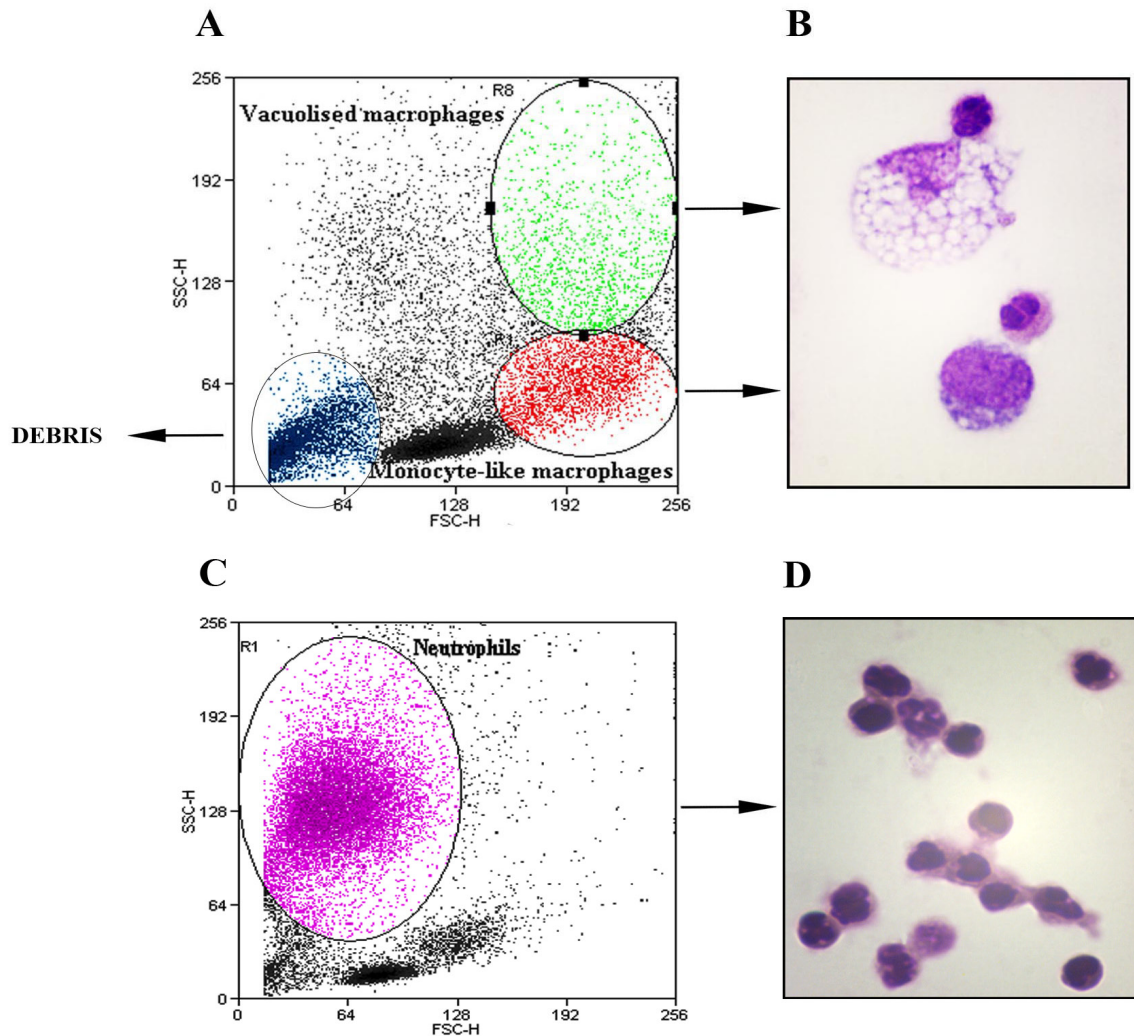 A
B
256
R8
Vacuolised macrophages
192
SSC-H
128
64
DEBRIS
Monocyte-like macrophages
0
0
64
128
192
256
FSC-H
C
D
256
R1
Neutrophils
192
SSC-H
128
64
0
0
64
128
192
256
FSC-H